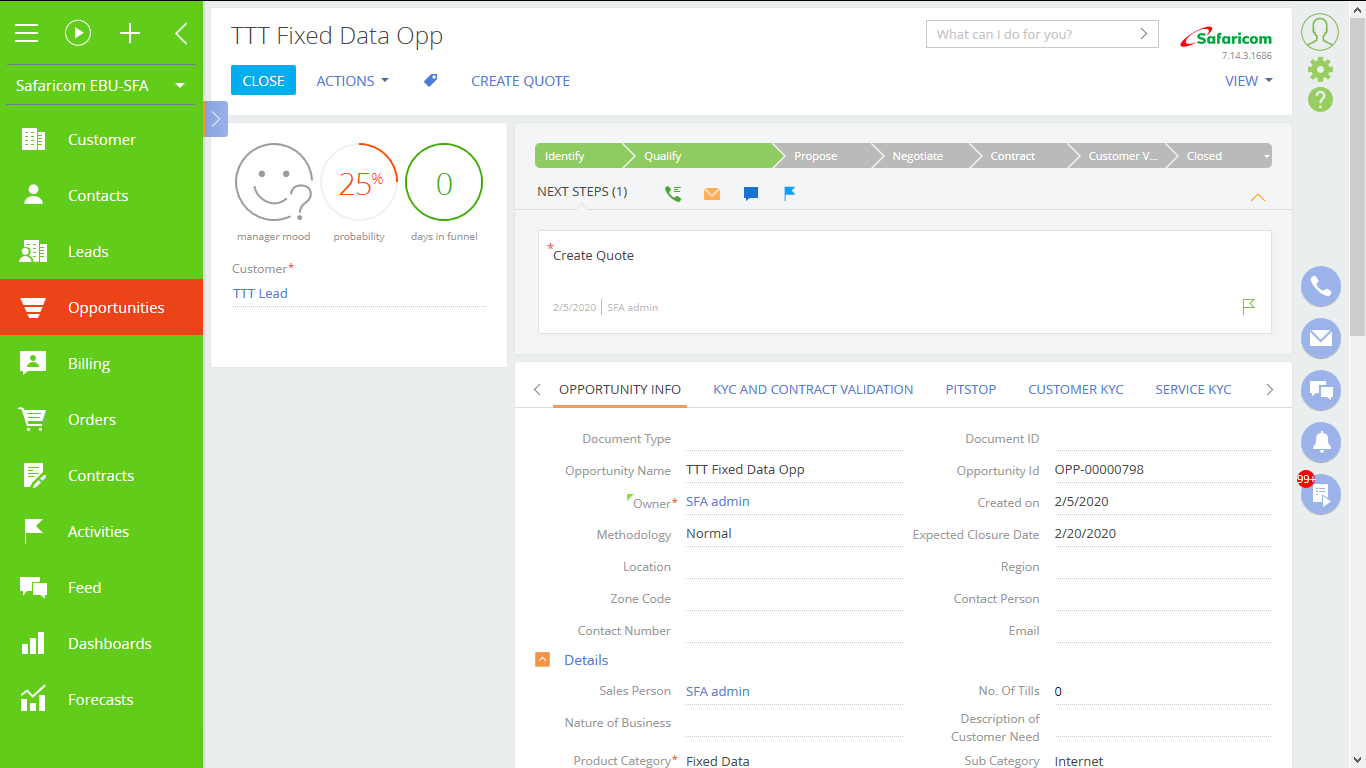 TTT Fixed Data Opp
What can I do for you?
Safaricom
7.14.3.1686
CLOSE
ACTIONS
CREATE QUOTE
VIEW
Safaricom EBU-SFA
Customer
Contacts
Leads
Opportunities
Billing
Orders
Contracts
Activities
Feed
Dashboards
Forecasts
25%
0
manager mood
probability
days in funnel
Customer*
TTT Lead
Identify
Qualify
Propose
Negotiate
Contract
Customer V...
Closed
NEXT STEPS (1)
*Create Quote
2/5/2020 SFA admin
OPPORTUNITY INFO
KYC AND CONTRACT VALIDATION
PITSTOP
CUSTOMER KYC
SERVICE KYC
Document Type
Document ID
Opportunity Name TTT Fixed Data Opp
Opportunity Id OPP-00000798
Owner* SFA admin
Created on 2/5/2020
Methodology Normal
Expected Closure Date 2/20/2020
Location
Region
Zone Code
Contact Person
Contact Number
Email
Details
Sales Person SFA admin
No. Of Tills 0
Nature of Business
Description of
Customer Need
Product Category* Fixed Data
Sub Category Internet
?
99+